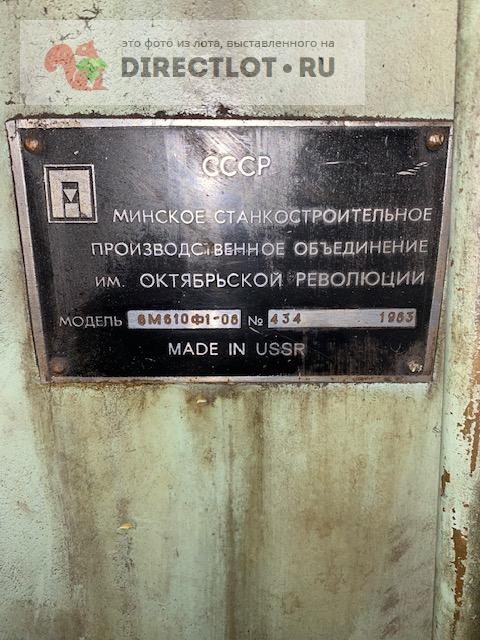 это фото из лота, выставленного на
DIRECTLOT.RU
СССР
МИНСКОЕ СТАНКОСТРОИТЕЛЬНОЕ
ПРОИЗВОДСТВЕННОЕ ОБЪЕДИНЕНИЕ
ИМ. ОКТЯБРЬСКОЙ РЕВОЛЮЦИИ
МОДЕЛЬ 6М610Ф1-06 № 434 1983
MADE IN USSR